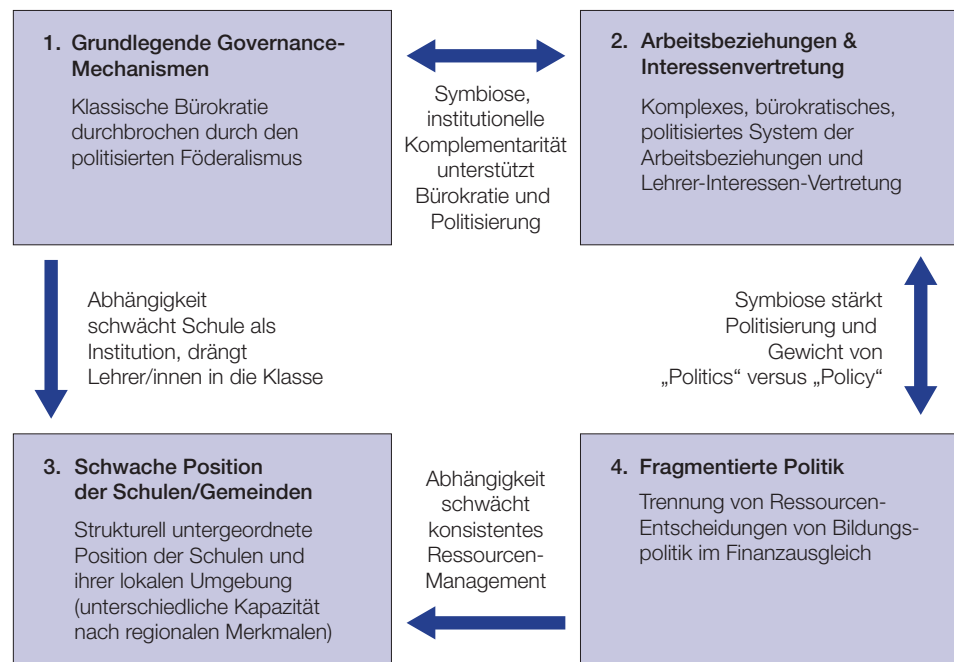 1. Grundlegende Governance-
Mechanismen
Klassische Bürokratie
durchbrochen durch den
politisierten Föderalismus
Symbiose,
institutionelle
Komplementarität
unterstützt
Bürokratie und
Politisierung
2. Arbeitsbeziehungen &
Interessenvertretung
Komplexes, bürokratisches,
politisiertes System der
Arbeitsbeziehungen und
Lehrer-Interessen-Vertretung
Abhängigkeit
schwächt Schule als
Institution, drängt
Lehrer/innen in die Klasse
Symbiose stärkt
Politisierung und
Gewicht von
„Politics“ versus „Policy“
3. Schwache Position
der Schulen/Gemeinden
Strukturell untergeordnete
Position der Schulen und
ihrer lokalen Umgebung
(unterschiedliche Kapazität
nach regionalen Merkmalen)
Abhängigkeit
schwächt
konsistentes
Ressourcen-
Management
4. Fragmentierte Politik
Trennung von Ressourcen-
Entscheidungen von Bildungs-
politik im Finanzausgleich